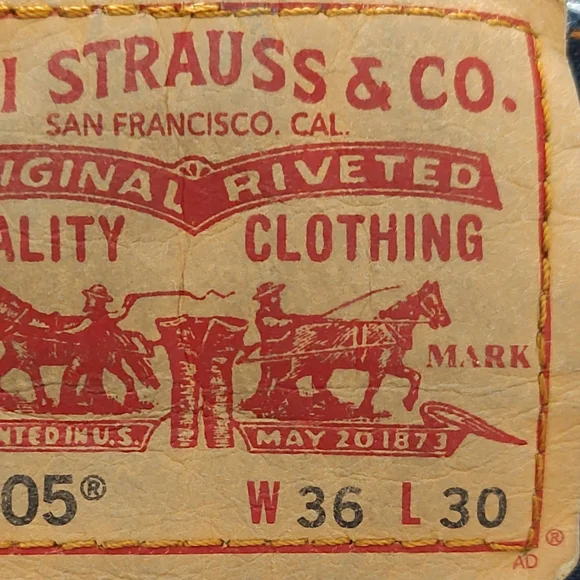 I STRAUSS & CO.
SAN FRANCISCO. CAL.
IGINAL RIVETED
ALITY CLOTHING
MARK
NTED IN U.S. MAY 20 1873
05® W 36 L 30
®
AD